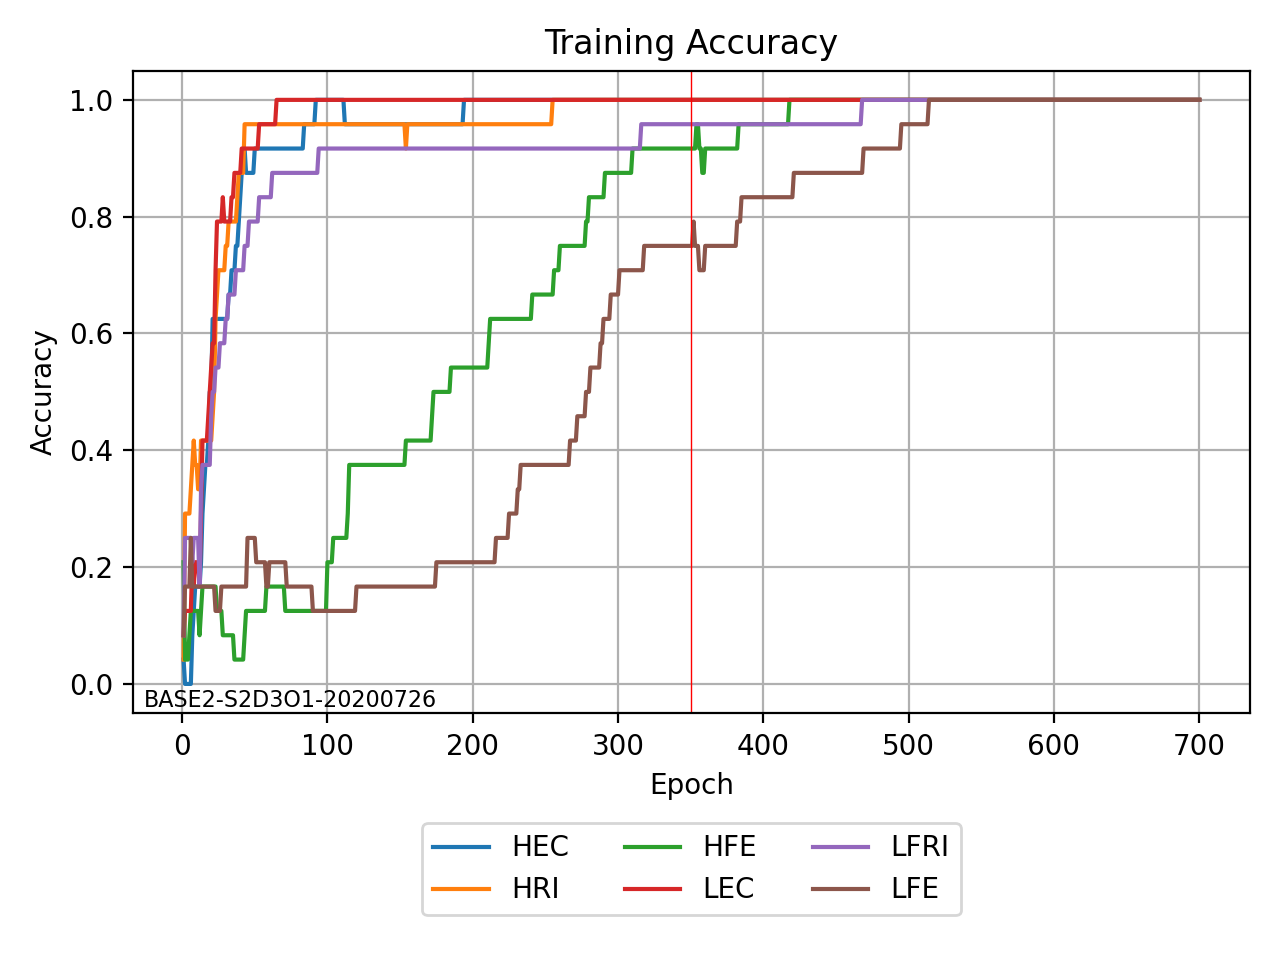 Training Accuracy
1.0
0.8
0.6
0.4
0.2
0.0
Accuracy
BASE2-S2D3O1-20200726
0 100 200 300 400 500 600 700
Epoch
HEC HFE LFRI
HRI LEC LFE